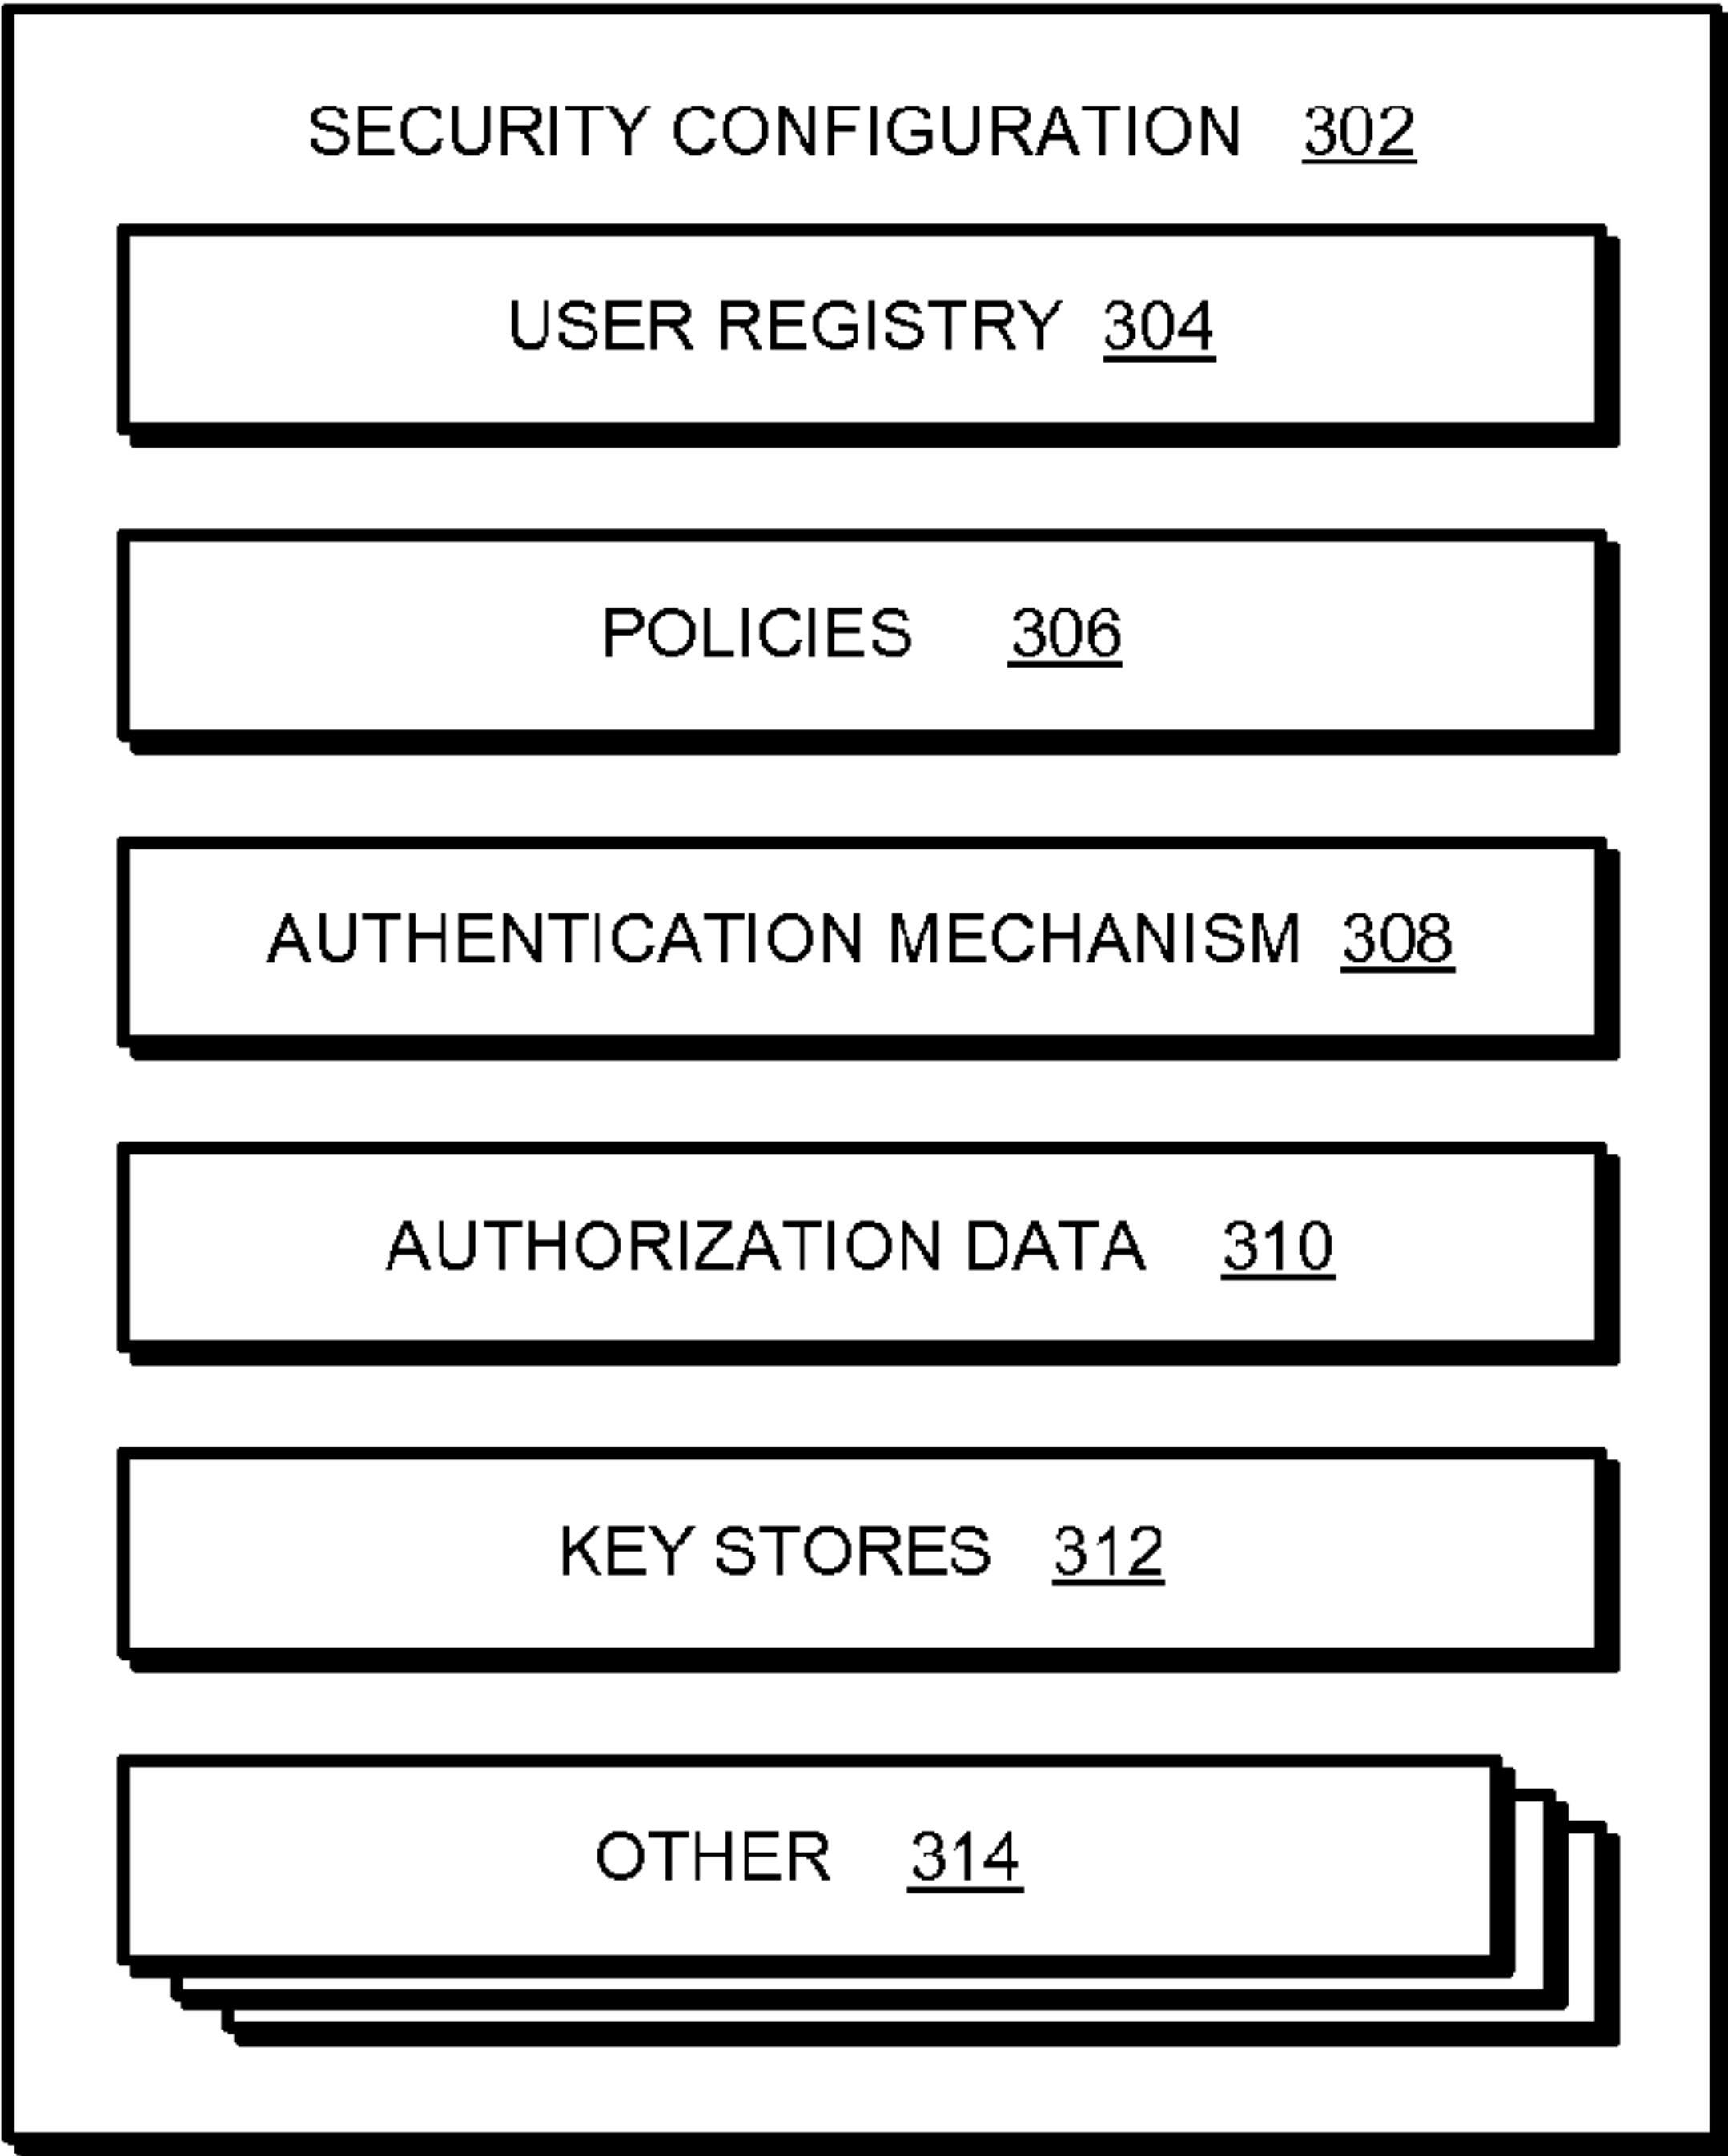 SECURITY CONFIGURATION 302
USER REGISTRY 304
POLICIES 306
AUTHENTICATION MECHANISM 308
AUTHORIZATION DATA 310
KEY STORES 312
OTHER 314